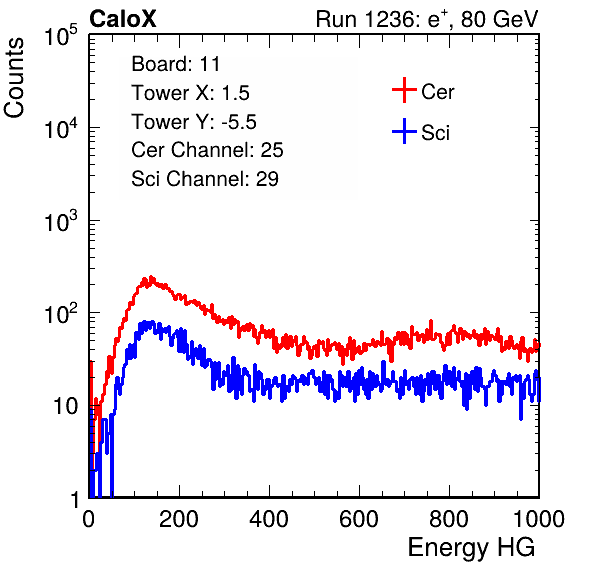 CaloX Run 1236: e⁺, 80 GeV
Counts
10⁵
10⁴
10³
10²
10
1
Board: 11
Tower X: 1.5
Tower Y: -5.5
Cer Channel: 25
Sci Channel: 29
Cer
Sci
0 200 400 600 800 1000
Energy HG